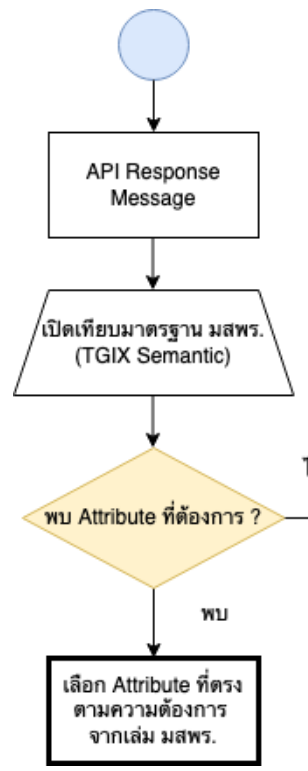 API Response
Message
เปิดเทียบมาตรฐาน มสพร.
(TGIX Semantic)
พบ Attribute ที่ต้องการ ?
พบ
เลือก Attribute ที่ตรง
ตามความต้องการ
จากเล่ม มสพร.